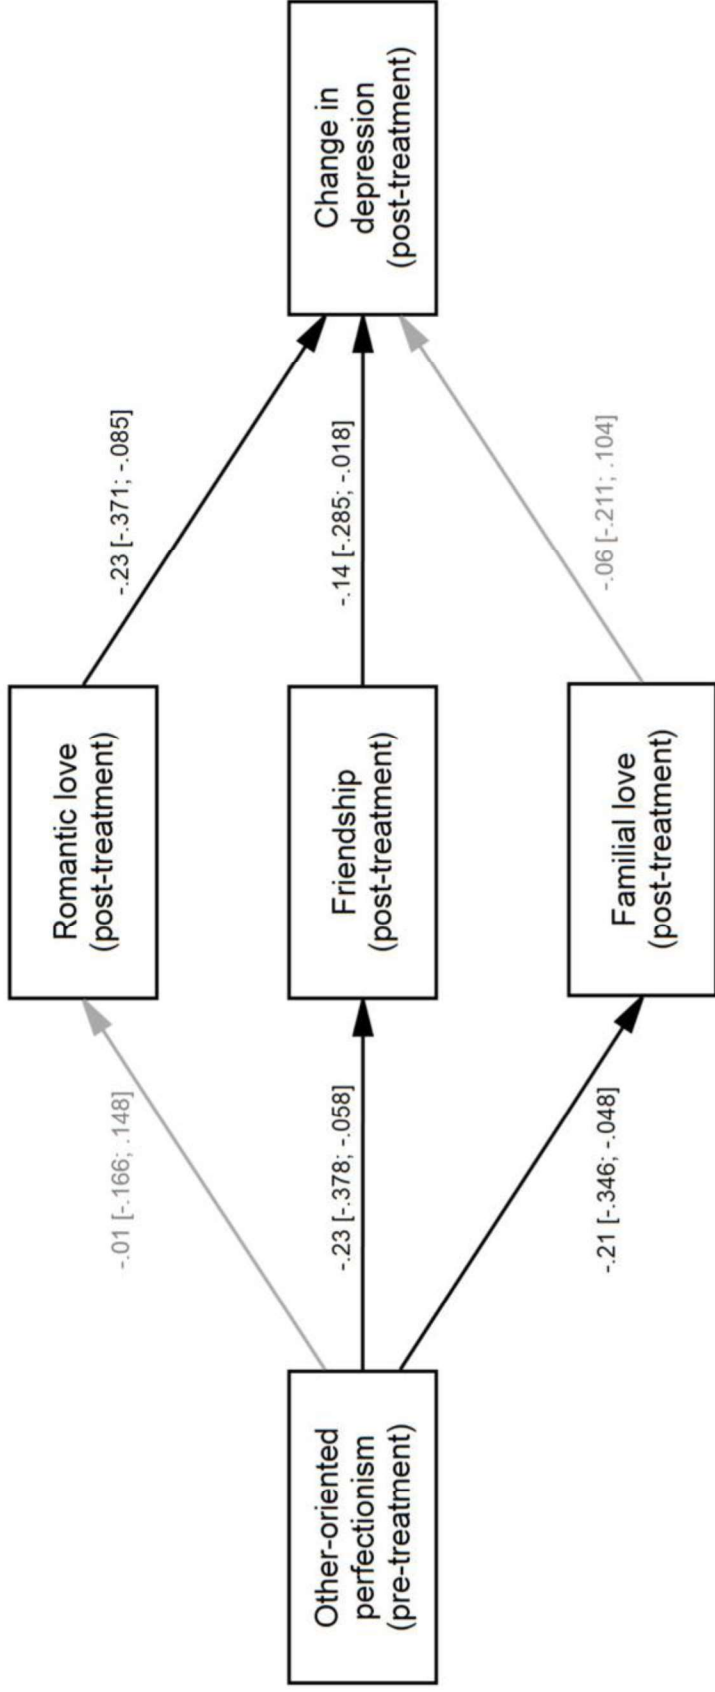 Other-oriented
perfectionism
(pre-treatment)
-.01 [-.166; .148]
-.23 [-.378; -.058]
-.21 [-.346; -.048]
Romantic love
(post-treatment)
Friendship
(post-treatment)
Familial love
(post-treatment)
-.23 [-.371; -.085]
-.14 [-.285; -.018]
-.06 [-.211; .104]
Change in
depression
(post-treatment)